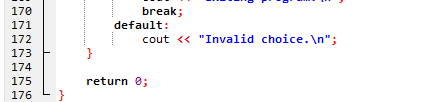 170 break;
171 default:
172 cout << "Invalid choice.\n";
173 }
174
175 return 0;
176 }